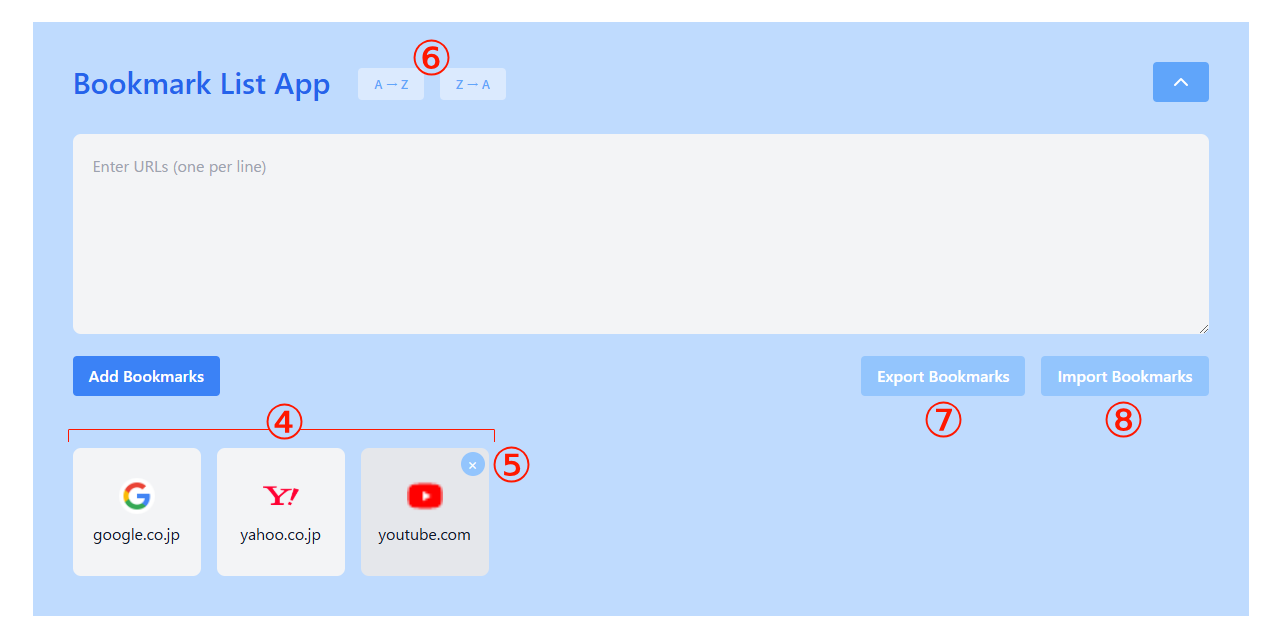 ⑥
Bookmark List App A→Z Z→A
Enter URLs (one per line)
Add Bookmarks Export Bookmarks Import Bookmarks
④ ⑦ ⑧
⑤
×
Y!
google.co.jp yahoo.co.jp youtube.com